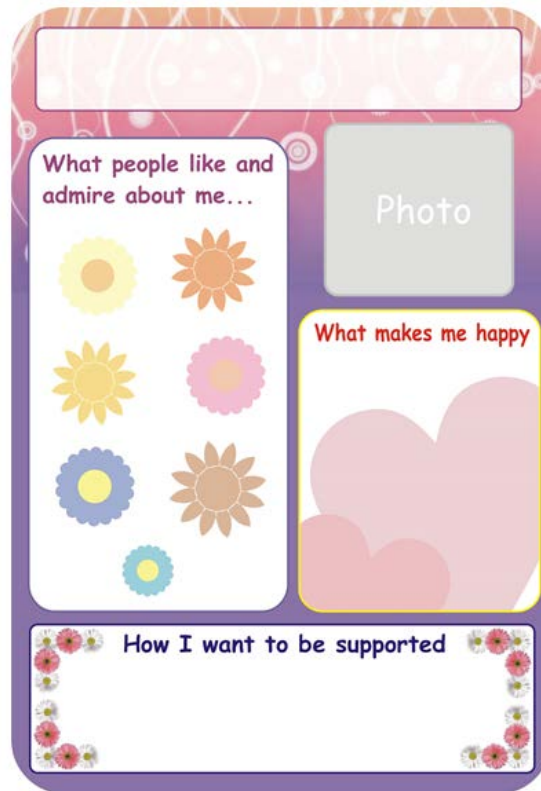 What people like and
admire about me...
Photo
What makes me happy
How I want to be supported